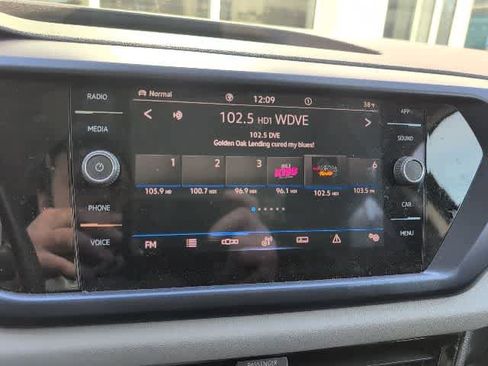 RADIO
MEDIA
PHONE
VOICE
Normal
12:09
38°F
102.5 HD1 WDVE
102.5 DVE
Golden Oak Lending cured my blues!
1 2 3 6
105.9 HD 100.7 HD 96.9 HD 96.1 HD 102.5 HD 103.5 FM
FM
APP
SOUND
CAR
MENU
PASSENGER